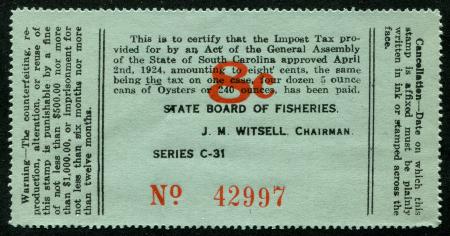 Warning—The counterfeiting, re-
production, alteration, or reuse of
this stamp is punishable by a fine
of not less than $500.00 nor more
than $1,000.00, or imprisonment for
not less than six months nor more
than twelve months.
This is to certify that the Impost Tax pro-
vided for by an Act of the General Assembly
of the State of South Carolina approved April
2nd, 1924, amounting to eight cents, the same
being the tax on one case, four dozen 5 ounce
cans of Oysters or 240 ounces, has been paid.
8c
STATE BOARD OF FISHERIES.
J. M. WITSELL, CHAIRMAN.
SERIES C-31
No 42997
Cancellation—Date on which this
stamp is affixed must be plainly
written in ink or stamped across the
face.